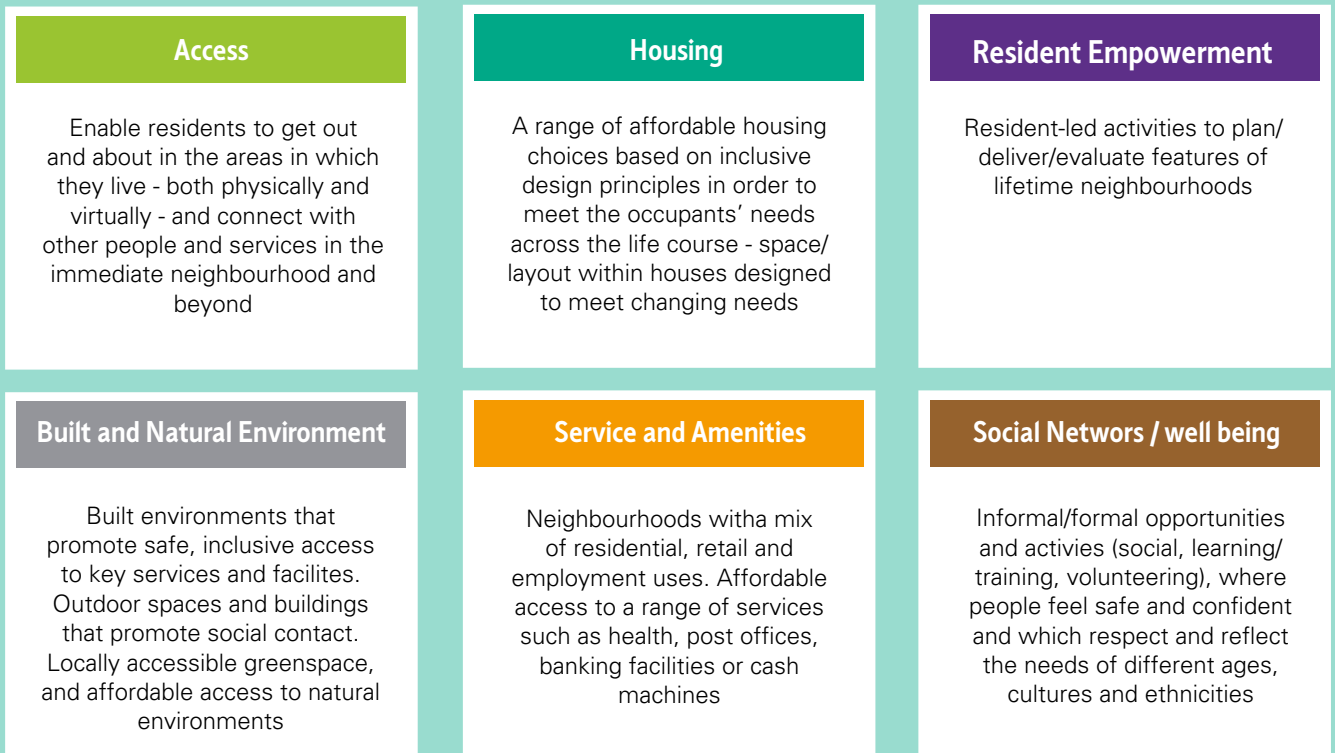 Access
Enable residents to get out
and about in the areas in which
they live - both physically and
virtually - and connect with
other people and services in the
immediate neighbourhood and
beyond
Housing
A range of affordable housing
choices based on inclusive
design principles in order to
meet the occupants’ needs
across the life course - space/
layout within houses designed
to meet changing needs
Resident Empowerment
Resident-led activities to plan/
deliver/evaluate features of
lifetime neighbourhoods
Built and Natural Environment
Built environments that
promote safe, inclusive access
to key services and facilites.
Outdoor spaces and buildings
that promote social contact.
Locally accessible greenspace,
and affordable access to natural
environments
Service and Amenities
Neighbourhoods witha mix
of residential, retail and
employment uses. Affordable
access to a range of services
such as health, post offices,
banking facilities or cash
machines
Social Networs / well being
Informal/formal opportunities
and activies (social, learning/
training, volunteering), where
people feel safe and confident
and which respect and reflect
the needs of different ages,
cultures and ethnicities